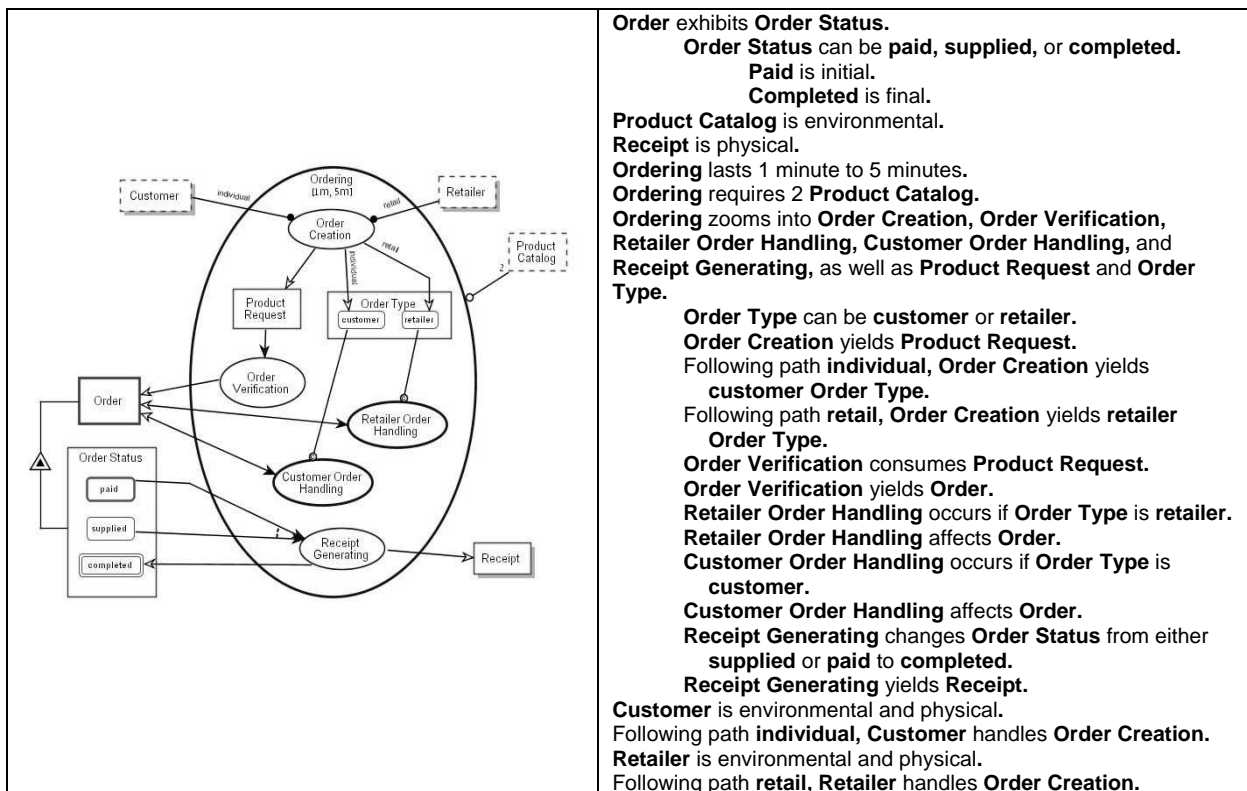 Ordering
[1m, 5m]
Customer
individual
Retailer
retail
Order
Creation
individual
retail
Product
Catalog
2
Product
Request
Order Type
customer
retailer
Order
Verification
Order
Retailer Order
Handling
Order Status
Customer Order
Handling
paid
supplied
completed
Receipt
Generating
Receipt
Order exhibits Order Status.
Order Status can be paid, supplied, or completed.
Paid is initial.
Completed is final.
Product Catalog is environmental.
Receipt is physical.
Ordering lasts 1 minute to 5 minutes.
Ordering requires 2 Product Catalog.
Ordering zooms into Order Creation, Order Verification,
Retailer Order Handling, Customer Order Handling, and
Receipt Generating, as well as Product Request and Order
Type.
Order Type can be customer or retailer.
Order Creation yields Product Request.
Following path individual, Order Creation yields
customer Order Type.
Following path retail, Order Creation yields retailer
Order Type.
Order Verification consumes Product Request.
Order Verification yields Order.
Retailer Order Handling occurs if Order Type is retailer.
Retailer Order Handling affects Order.
Customer Order Handling occurs if Order Type is
customer.
Customer Order Handling affects Order.
Receipt Generating changes Order Status from either
supplied or paid to completed.
Receipt Generating yields Receipt.
Customer is environmental and physical.
Following path individual, Customer handles Order Creation.
Retailer is environmental and physical.
Following path retail, Retailer handles Order Creation.